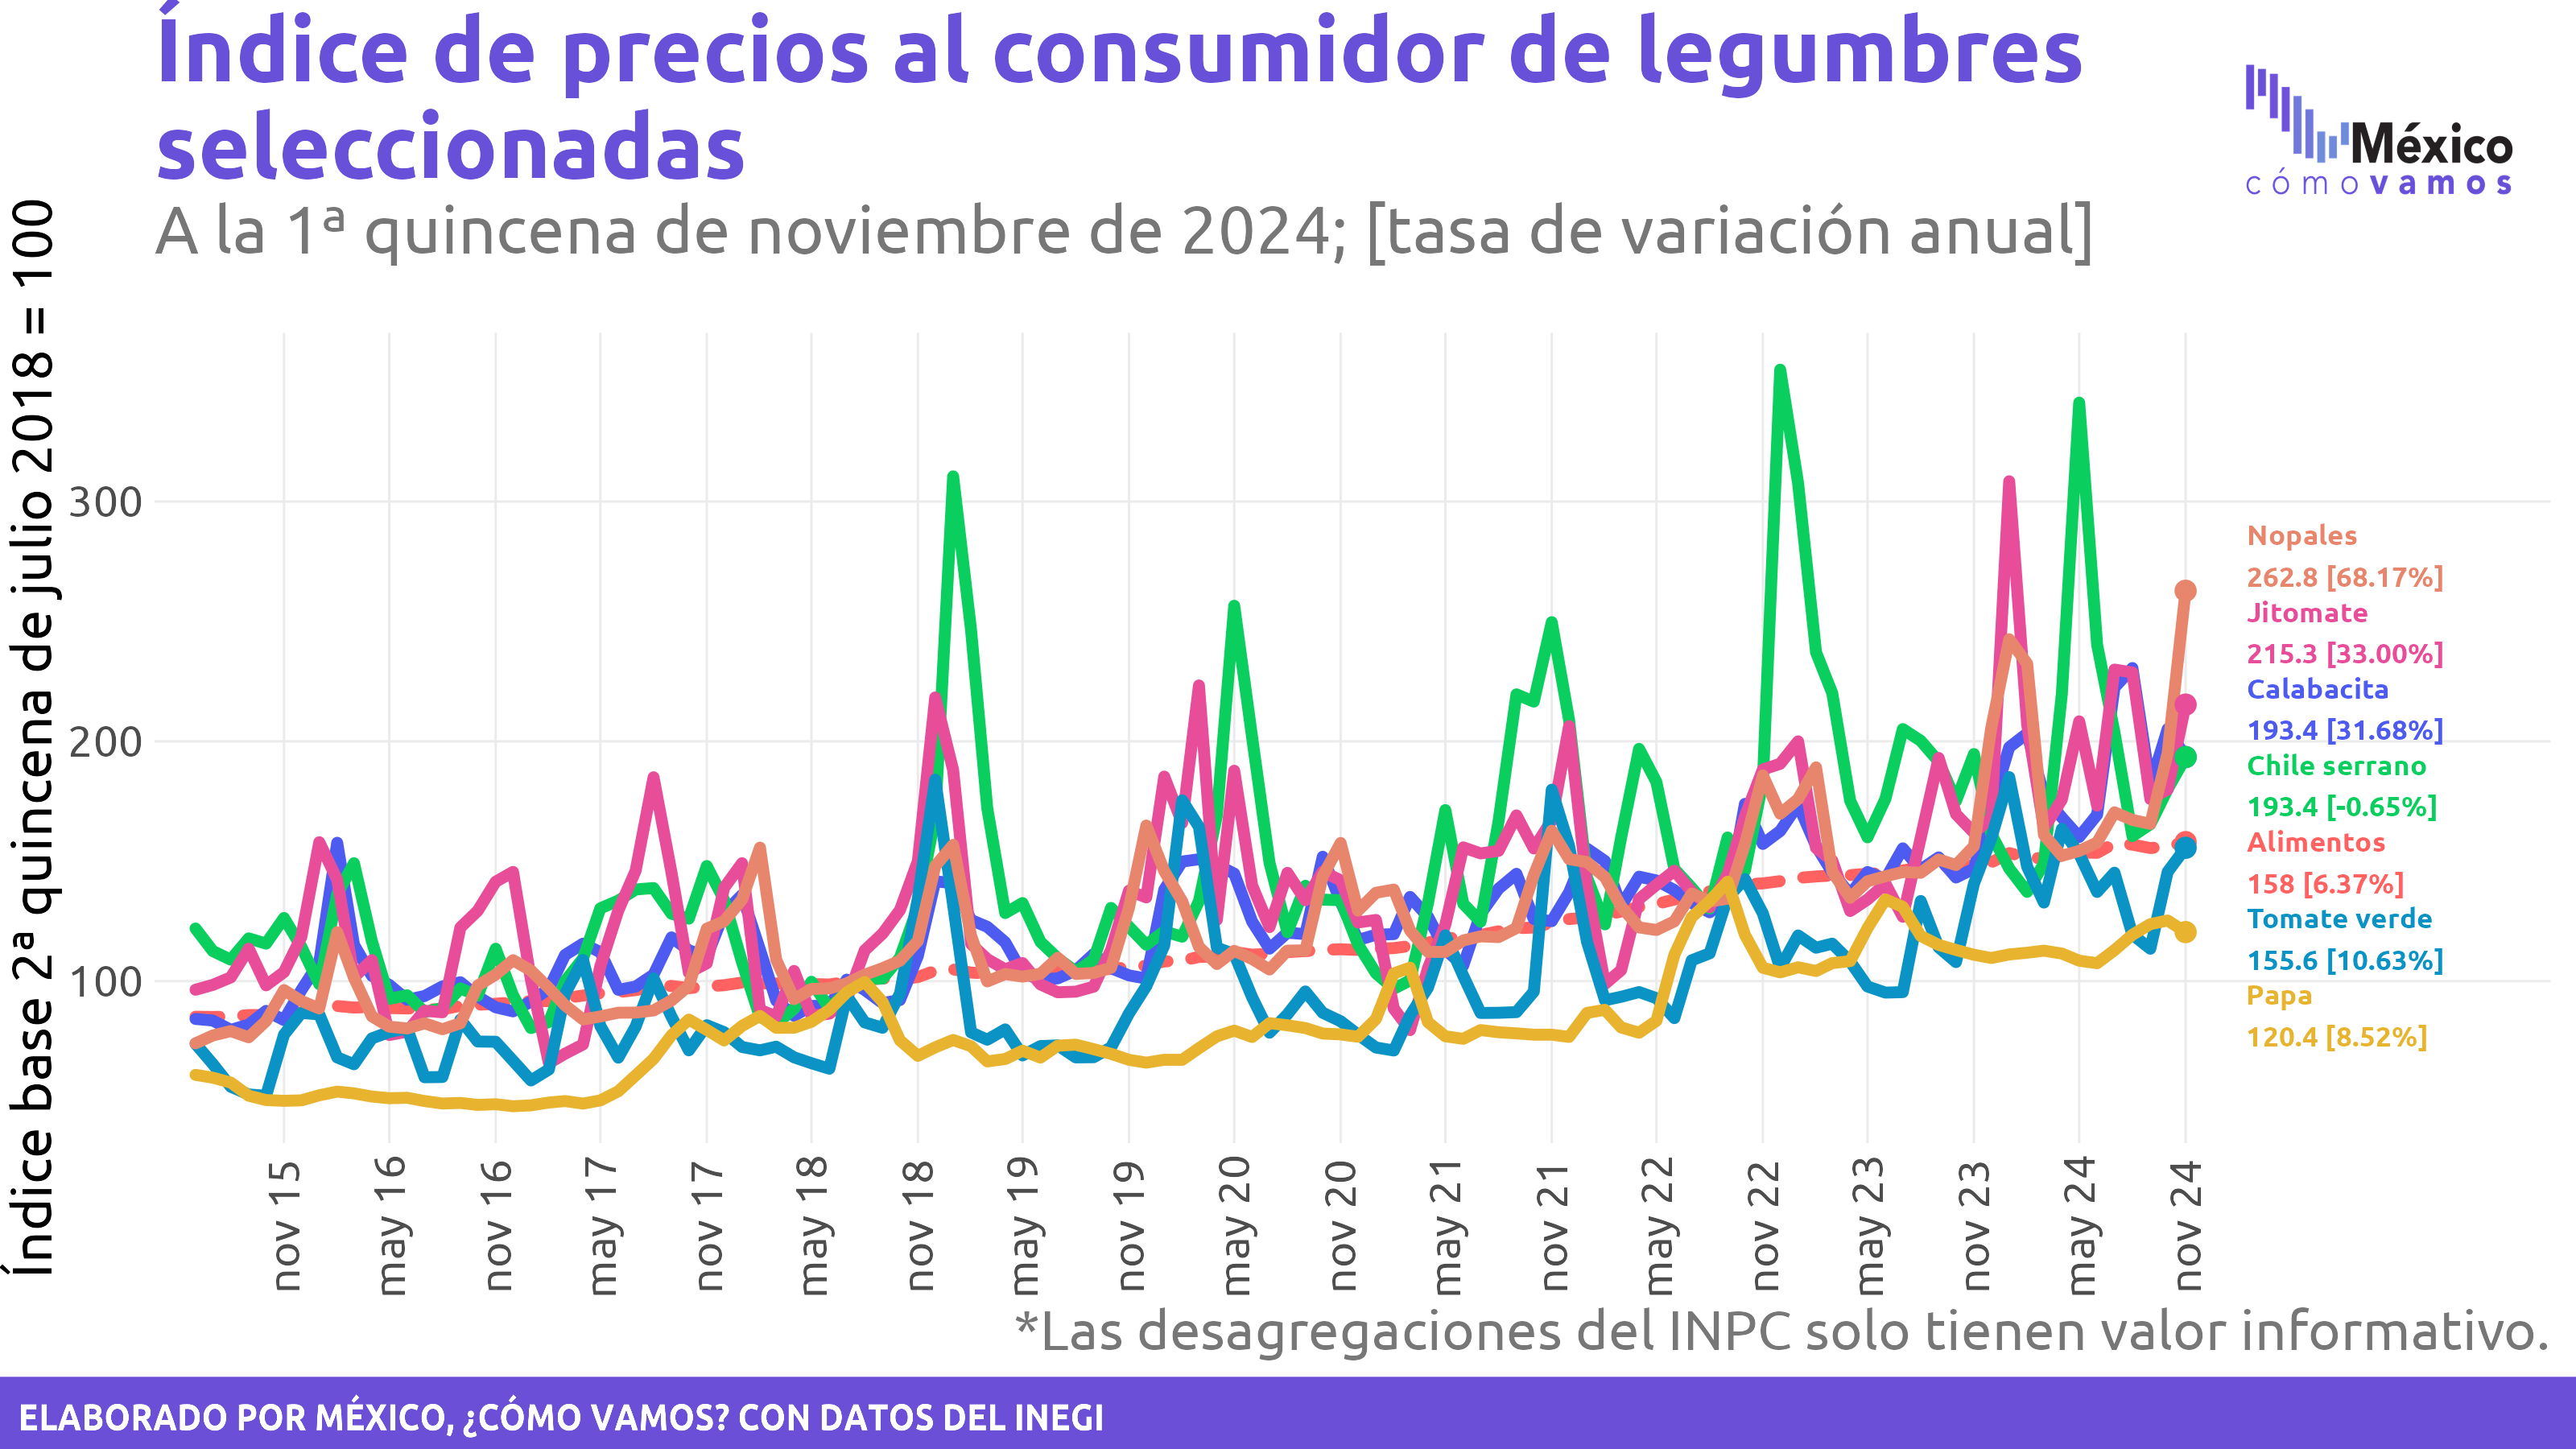 Índice de precios al consumidor de legumbres
seleccionadas
A la 1ª quincena de noviembre de 2024; [tasa de variación anual]
México
cómo vamos
Índice base 2ª quincena de julio 2018 = 100
300
200
100
Nopales
262.8 [68.17%]
Jitomate
215.3 [33.00%]
Calabacita
193.4 [31.68%]
Chile serrano
193.4 [-0.65%]
Alimentos
158 [6.37%]
Tomate verde
155.6 [10.63%]
Papa
120.4 [8.52%]
nov 15
may 16
nov 16
may 17
nov 17
may 18
nov 18
may 19
nov 19
may 20
nov 20
may 21
nov 21
may 22
nov 22
may 23
nov 23
may 24
nov 24
*Las desagregaciones del INPC solo tienen valor informativo.
ELABORADO POR MÉXICO, ¿CÓMO VAMOS? CON DATOS DEL INEGI